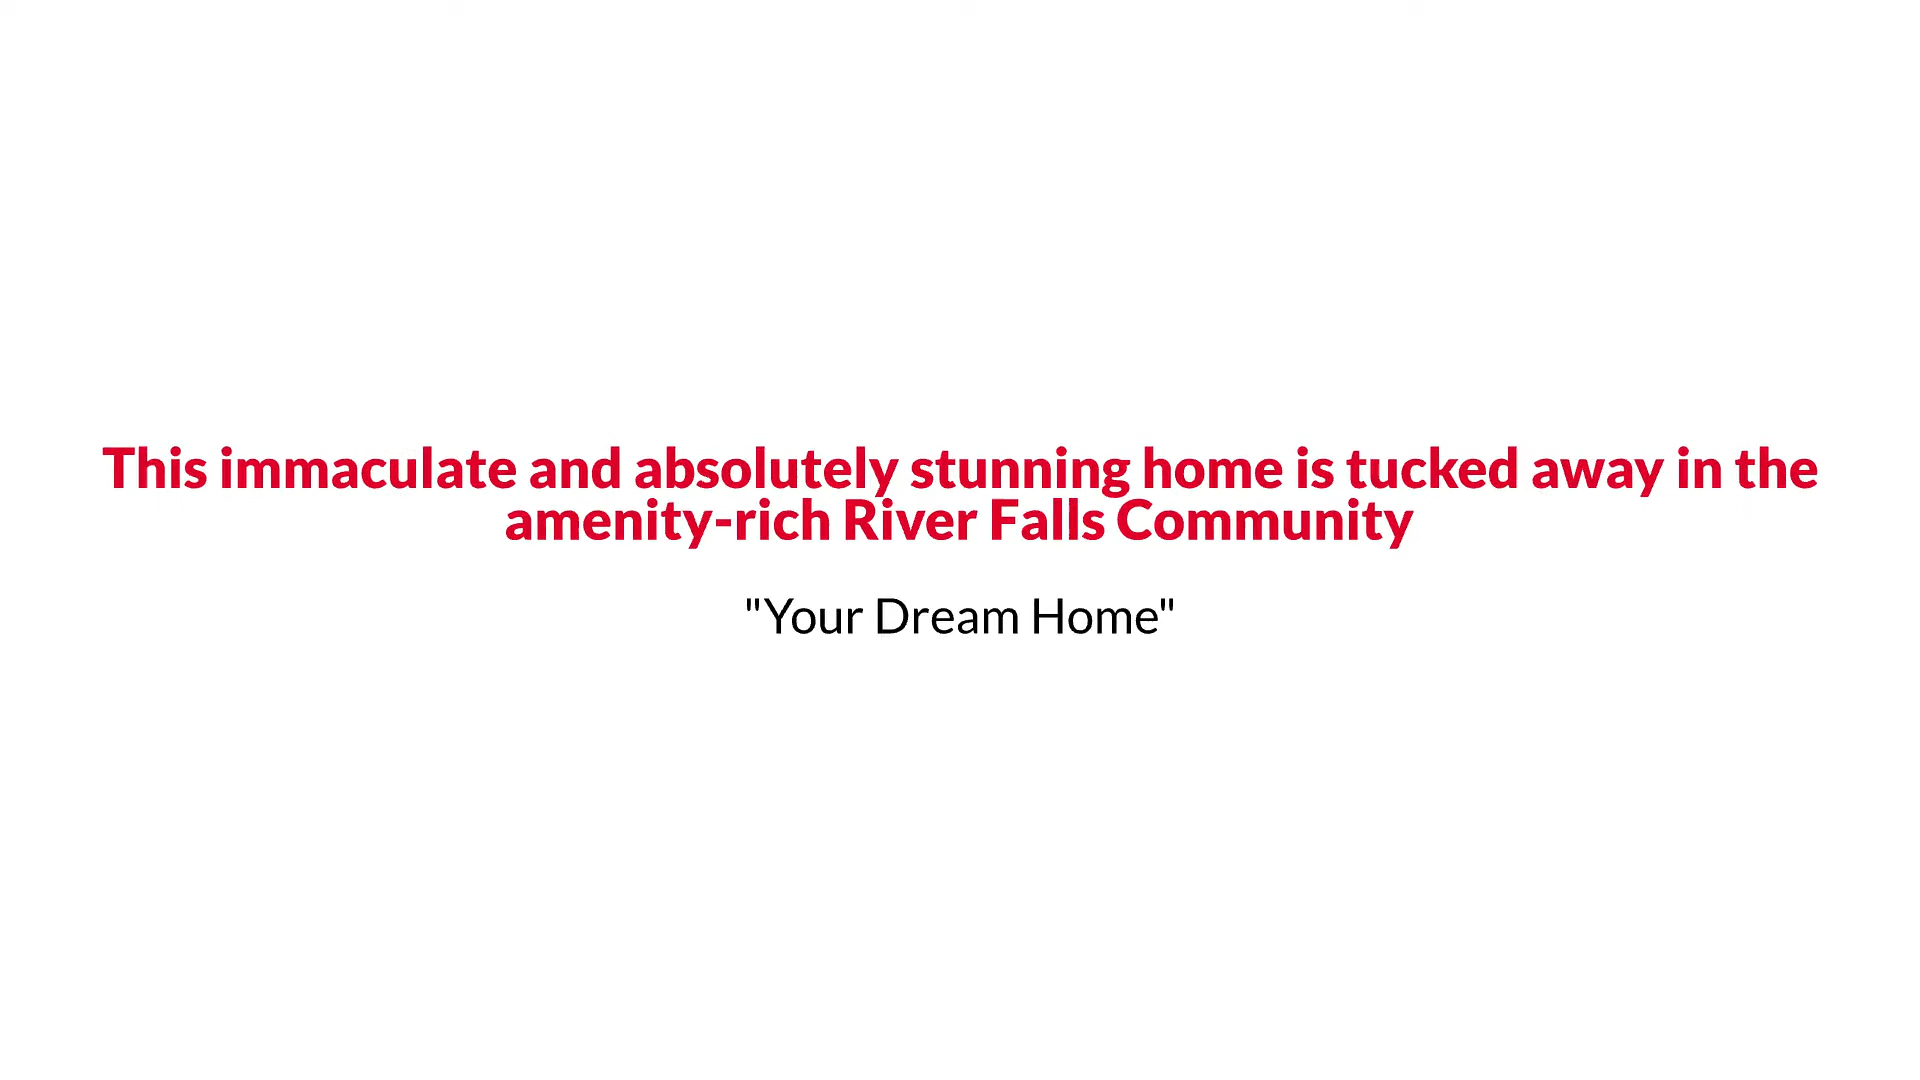 This immaculate and absolutely stunning home is tucked away in the
amenity-rich River Falls Community
"Your Dream Home"